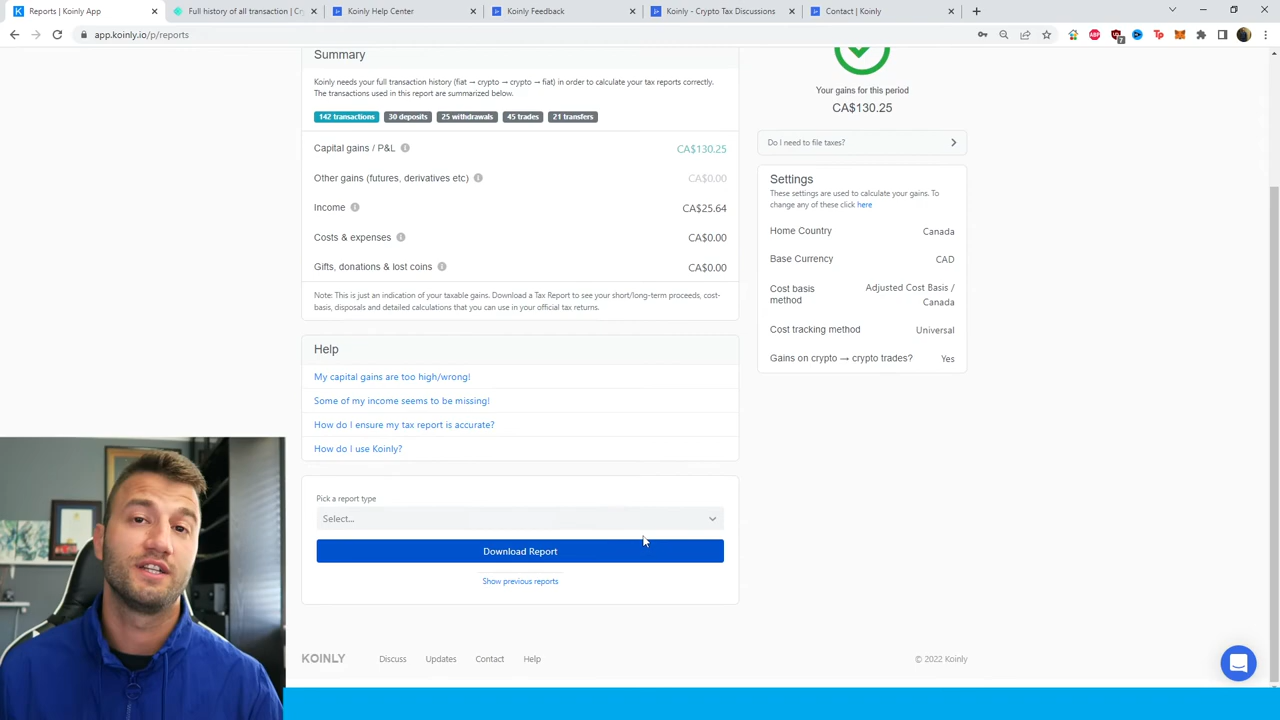 Reports | Koinly App
Full history of all transaction | Cr
Koinly Help Center
Koinly Feedback
Koinly - Crypto Tax Discussions
Contact | Koinly
app.koinly.io/p/reports
Summary
Koinly needs your full transaction history (fiat → crypto → crypto → fiat) in order to calculate your tax reports correctly.
The transactions used in this report are summarized below.
142 transactions 30 deposits 25 withdrawals 45 trades 21 transfers
Capital gains / P&L CA$130.25
Other gains (futures, derivatives etc) CA$0.00
Income CA$25.64
Costs & expenses CA$0.00
Gifts, donations & lost coins CA$0.00
Note: This is just an indication of your taxable gains. Download a Tax Report to see your short/long-term proceeds, cost-
basis, disposals and detailed calculations that you can use in your official tax returns.
Help
My capital gains are too high/wrong!
Some of my income seems to be missing!
How do I ensure my tax report is accurate?
How do I use Koinly?
Pick a report type
Select...
Download Report
Show previous reports
Your gains for this period
CA$130.25
Do I need to file taxes?
Settings
These settings are used to calculate your gains. To
change any of these click here
Home Country Canada
Base Currency CAD
Cost basis method Adjusted Cost Basis / Canada
Cost tracking method Universal
Gains on crypto → crypto trades? Yes
KOINLY Discuss Updates Contact Help © 2022 Koinly